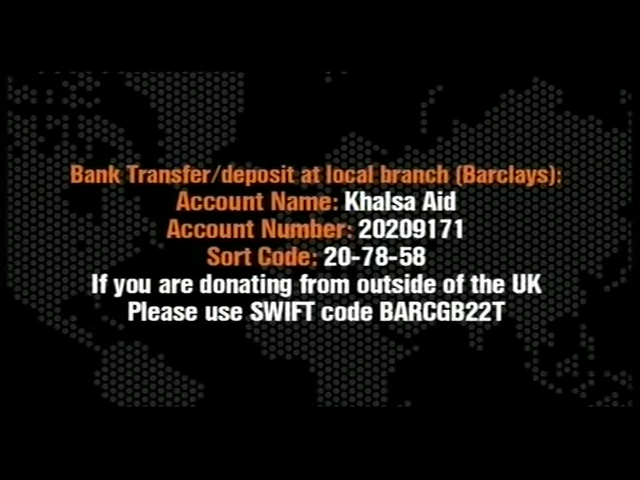 Bank Transfer/deposit at local branch (Barclays):
Account Name: Khalsa Aid
Account Number: 20209171
Sort Code: 20-78-58
If you are donating from outside of the UK
Please use SWIFT code BARCGB22T